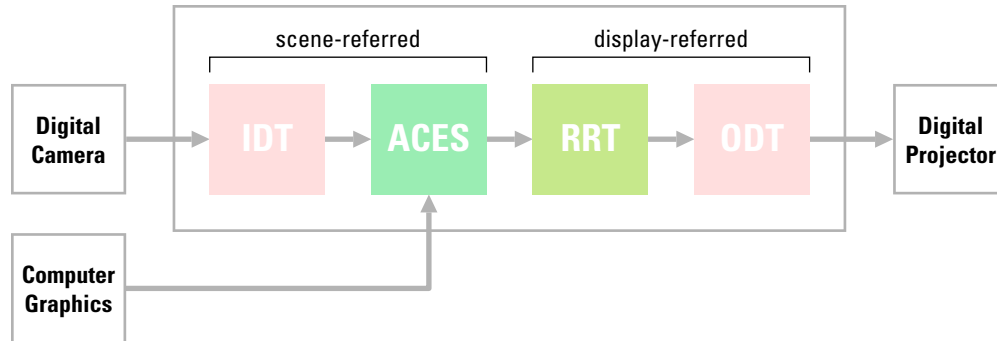 scene-referred
display-referred
Digital
Camera
IDT
ACES
RRT
ODT
Digital
Projector
Computer
Graphics